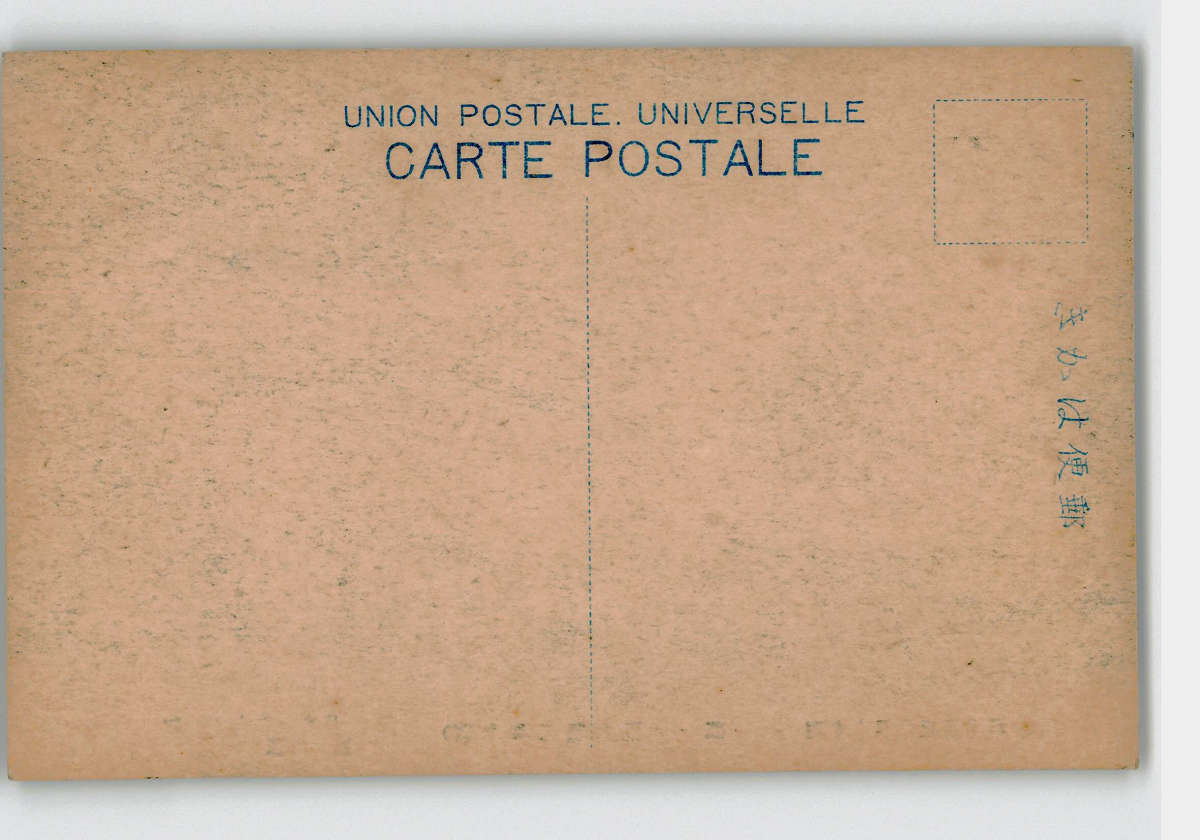 UNION POSTALE. UNIVERSELLE
CARTE POSTALE
きかは便郵